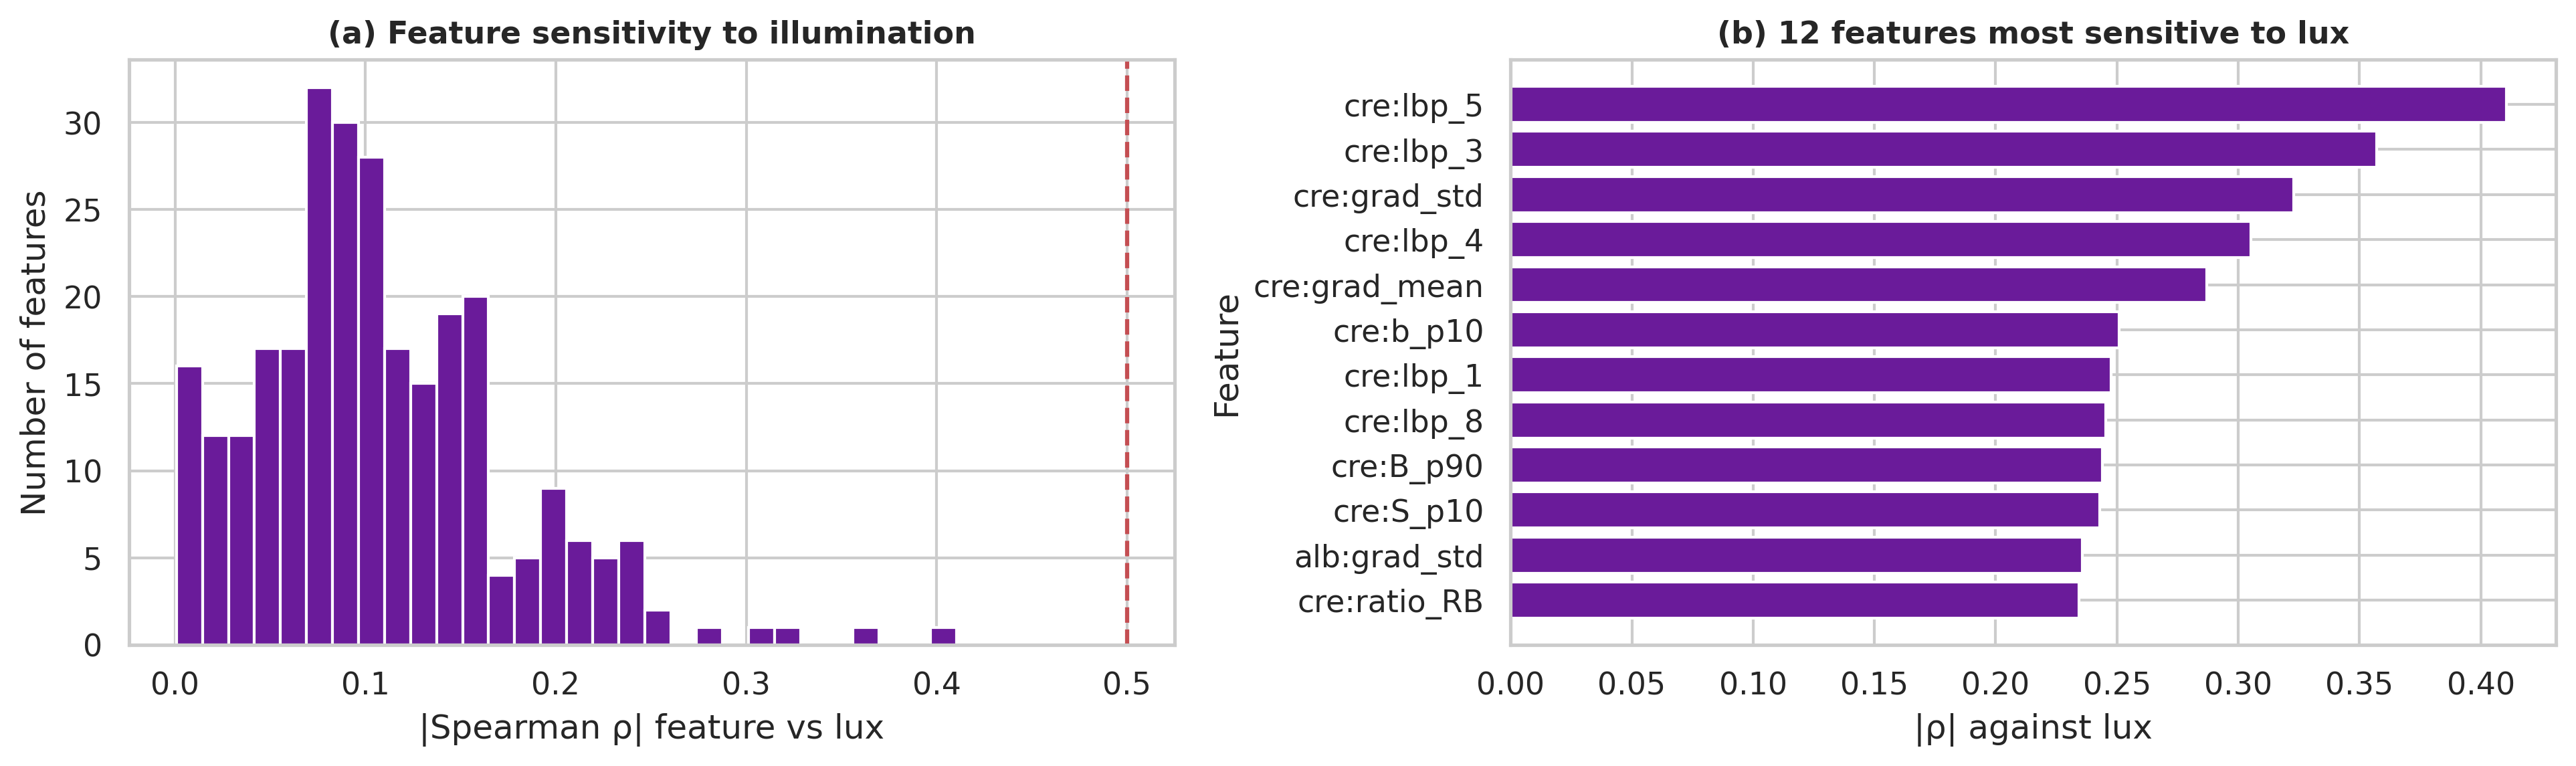 (a) Feature sensitivity to illumination
Number of features
30
25
20
15
10
5
0
0.0 0.1 0.2 0.3 0.4 0.5
|Spearman ρ| feature vs lux
(b) 12 features most sensitive to lux
Feature
cre:lbp_5
cre:lbp_3
cre:grad_std
cre:lbp_4
cre:grad_mean
cre:b_p10
cre:lbp_1
cre:lbp_8
cre:B_p90
cre:S_p10
alb:grad_std
cre:ratio_RB
0.00 0.05 0.10 0.15 0.20 0.25 0.30 0.35 0.40
|ρ| against lux